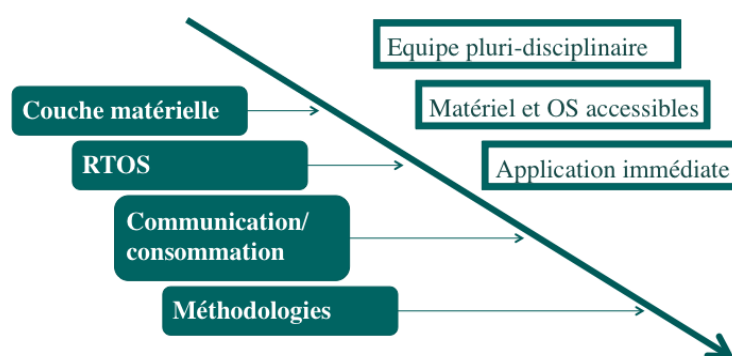 Equipe pluri-disciplinaire
Couche matérielle
Matériel et OS accessibles
RTOS
Application immédiate
Communication/
consommation
Méthodologies